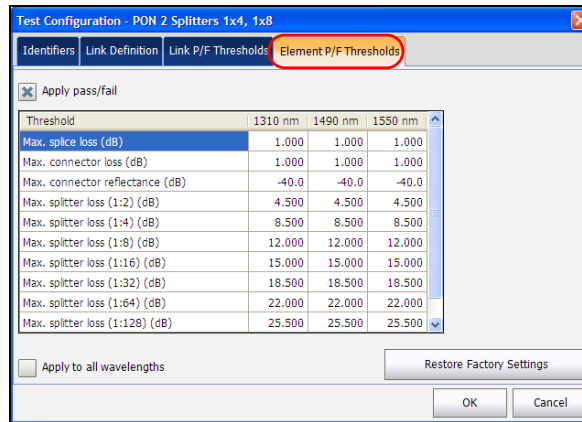 Test Configuration - PON 2 Splitters 1x4, 1x8
Identifiers Link Definition Link P/F Thresholds Element P/F Thresholds
Apply pass/fail
Threshold 1310 nm 1490 nm 1550 nm
Max. splice loss (dB) 1.000 1.000 1.000
Max. connector loss (dB) 1.000 1.000 1.000
Max. connector reflectance (dB) -40.0 -40.0 -40.0
Max. splitter loss (1:2) (dB) 4.500 4.500 4.500
Max. splitter loss (1:4) (dB) 8.500 8.500 8.500
Max. splitter loss (1:8) (dB) 12.000 12.000 12.000
Max. splitter loss (1:16) (dB) 15.000 15.000 15.000
Max. splitter loss (1:32) (dB) 18.500 18.500 18.500
Max. splitter loss (1:64) (dB) 22.000 22.000 22.000
Max. splitter loss (1:128) (dB) 25.500 25.500 25.500
Apply to all wavelengths Restore Factory Settings
OK Cancel